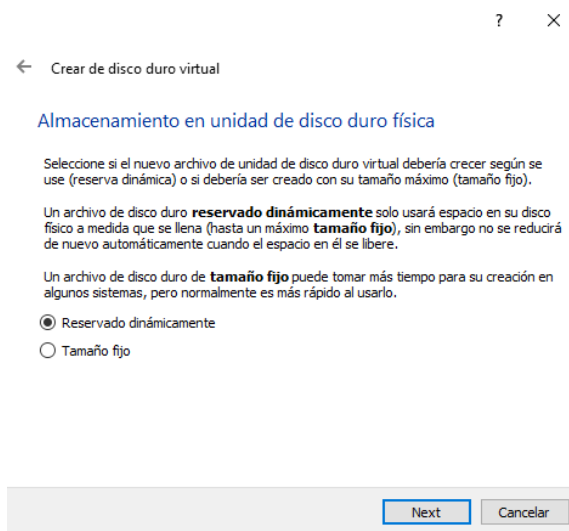 ?
Crear de disco duro virtual
Almacenamiento en unidad de disco duro física
Seleccione si el nuevo archivo de unidad de disco duro virtual debería crecer según se
use (reserva dinámica) o si debería ser creado con su tamaño máximo (tamaño fijo).
Un archivo de disco duro reservado dinámicamente solo usará espacio en su disco
físico a medida que se llena (hasta un máximo tamaño fijo), sin embargo no se reducirá
de nuevo automáticamente cuando el espacio en él se libere.
Un archivo de disco duro de tamaño fijo puede tomar más tiempo para su creación en
algunos sistemas, pero normalmente es más rápido al usarlo.
Reservado dinámicamente
Tamaño fijo
Next Cancelar